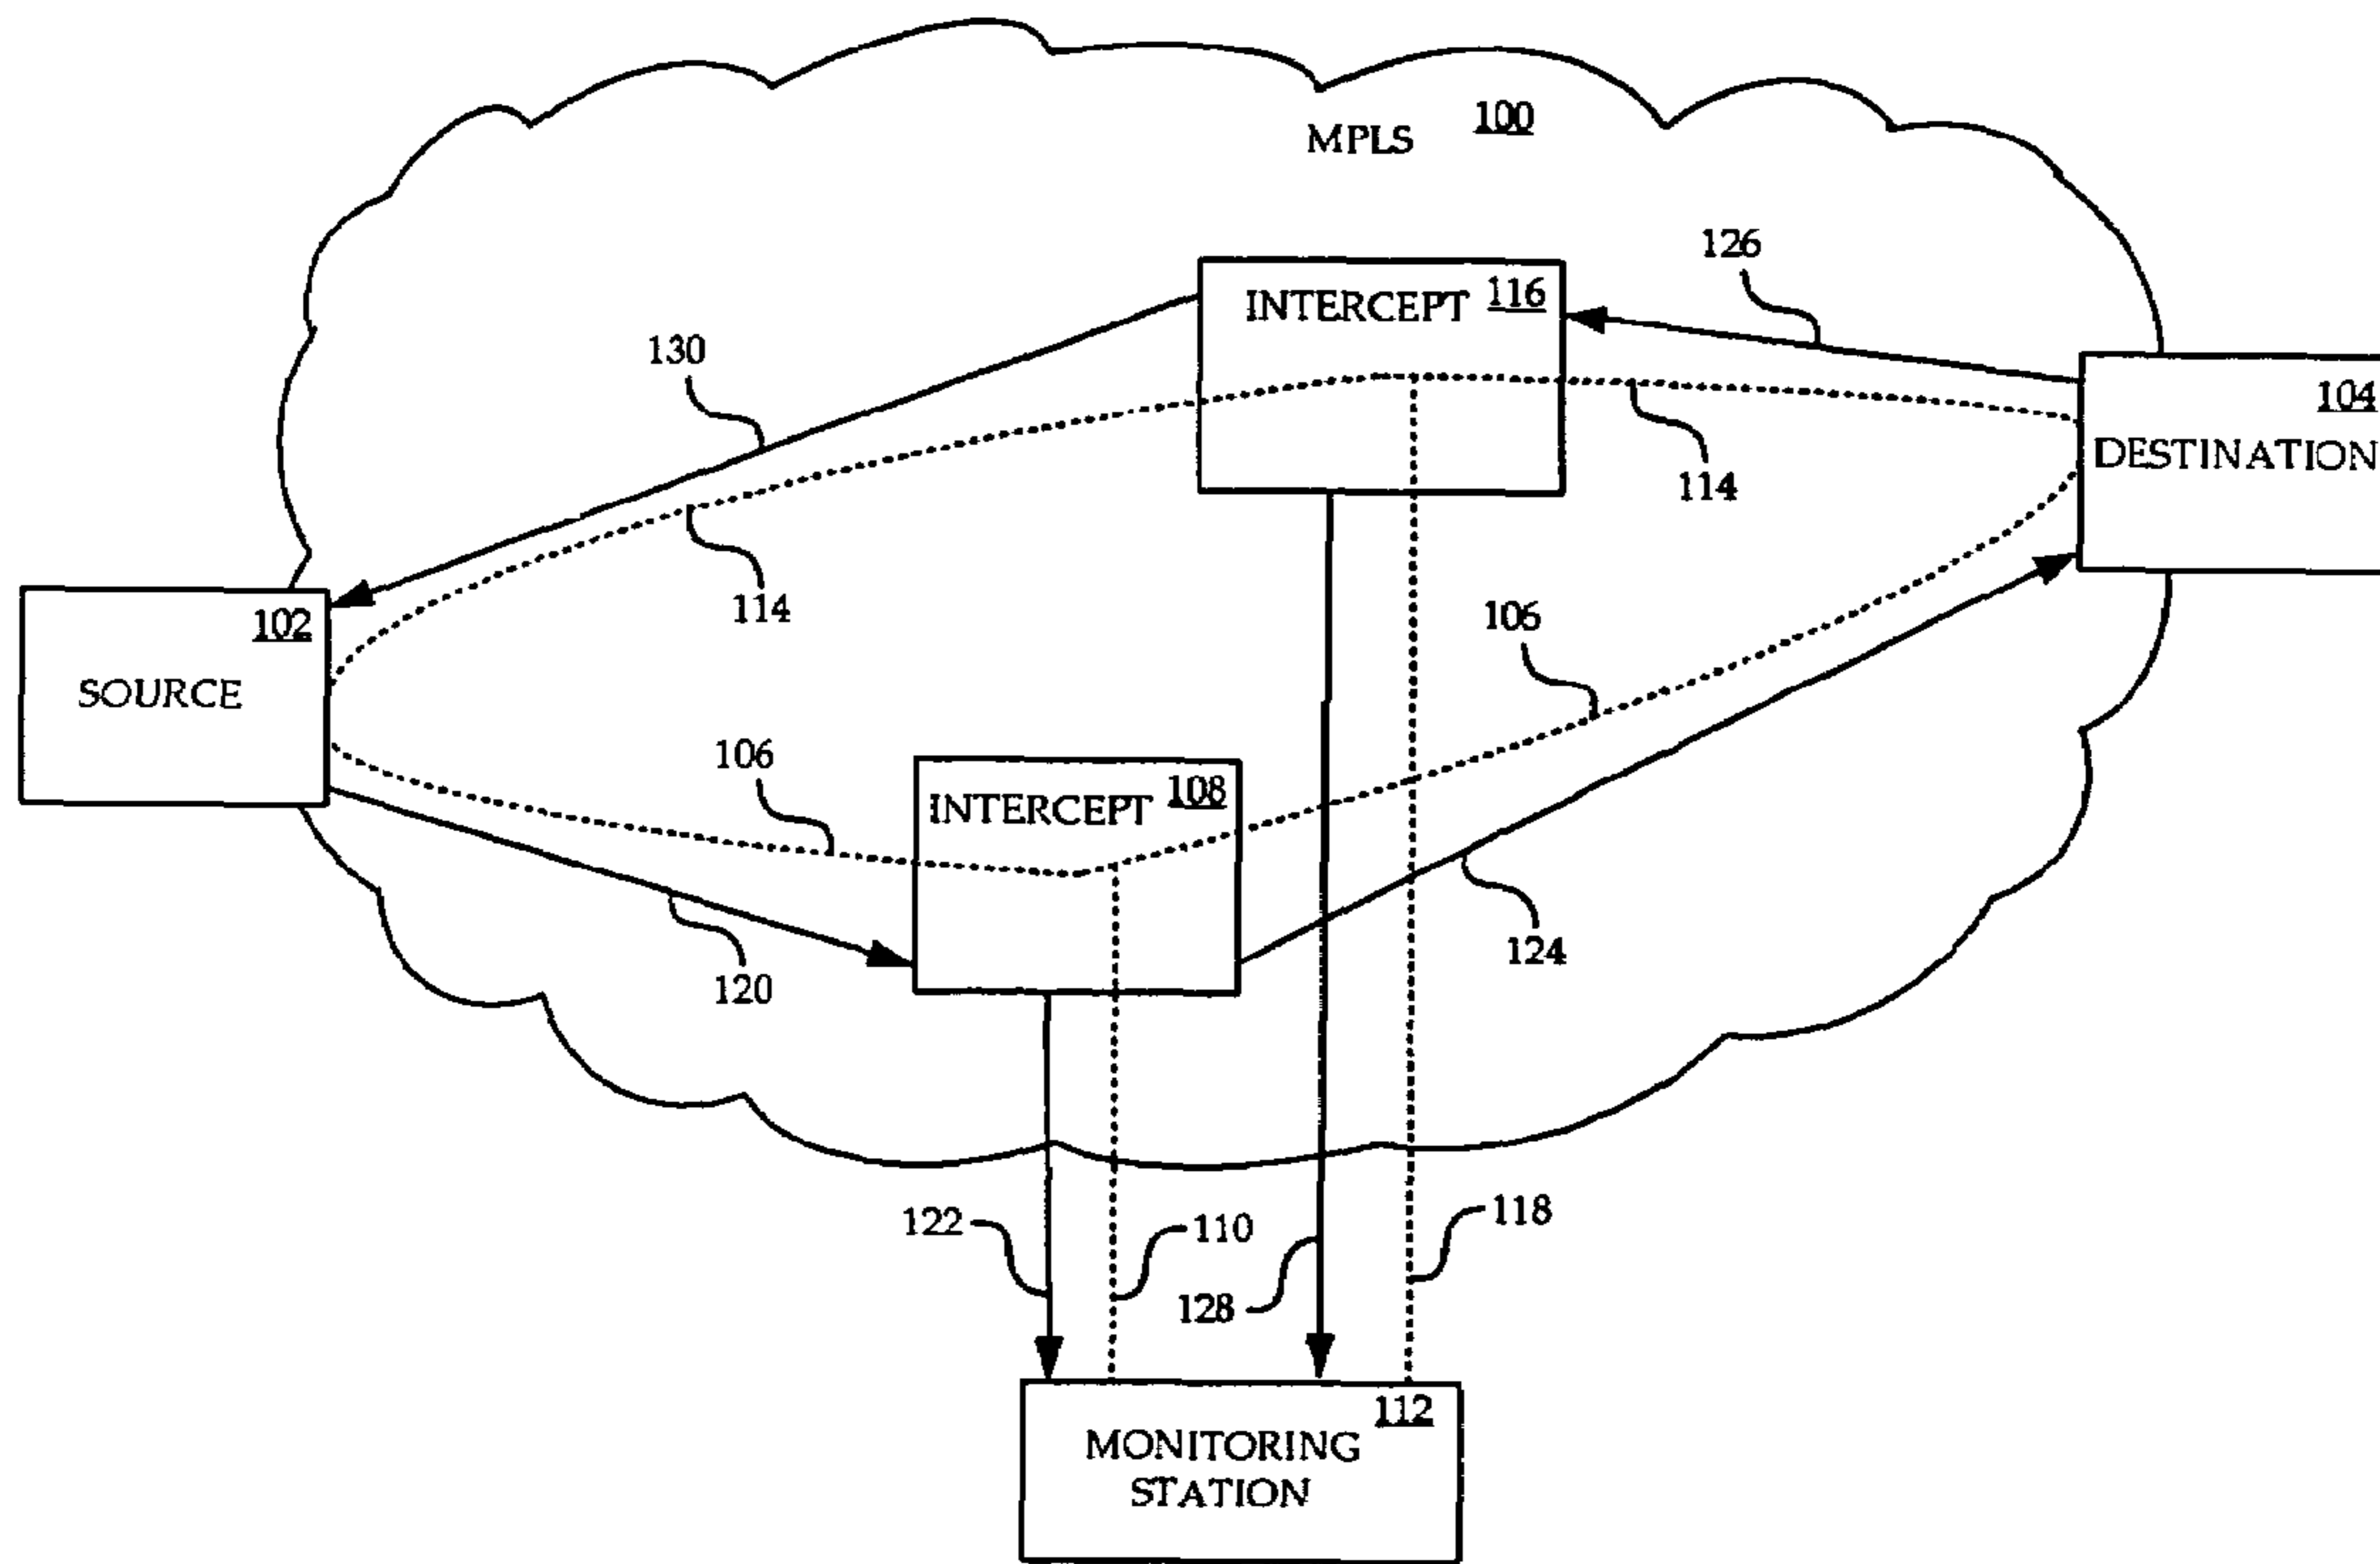 100
MPLS
126
INTERCEPT 116
130
104
DESTINATION
114
114
102
SOURCE
106
106
INTERCEPT 108
124
120
122
110
118
128
112
MONITORING
STATION